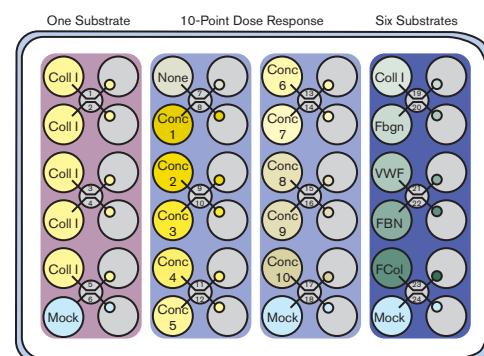 One Substrate
10-Point Dose Response
Six Substrates
Coll I
1
2
Coll I
Coll I
3
4
Coll I
Coll I
5
6
Mock
None
7
8
Conc
1
Conc
2
9
10
Conc
3
Conc
4
11
12
Conc
5
Conc
6
13
14
Conc
7
Conc
8
15
16
Conc
9
Conc
10
17
18
Mock
Coll I
19
20
Fbgn
VWF
21
22
FBN
FCol
23
24
Mock